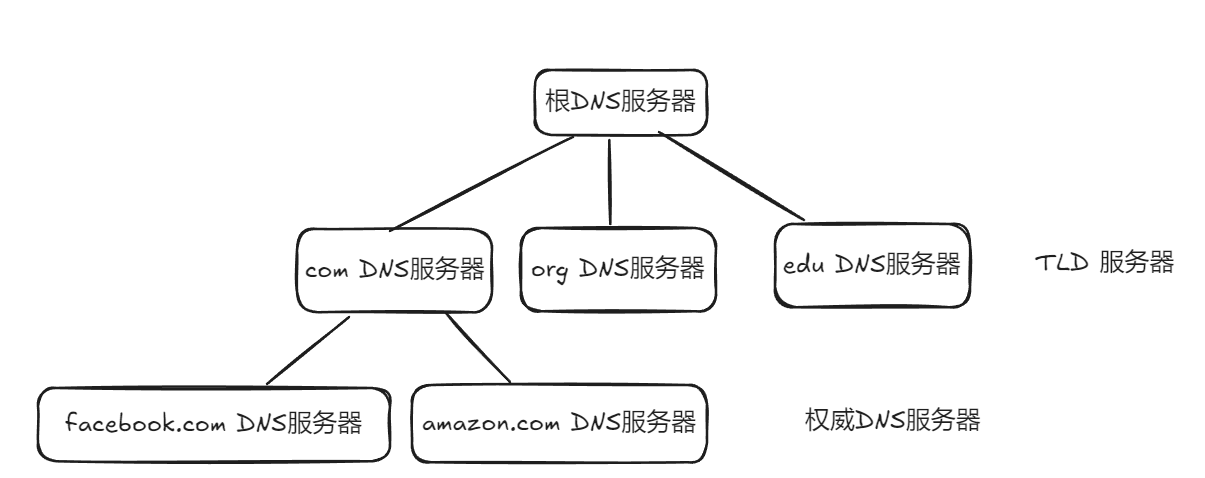 根DNS服务器
com DNS服务器
org DNS服务器
edu DNS服务器
TLD 服务器
facebook.com DNS服务器
amazon.com DNS服务器
权威DNS服务器